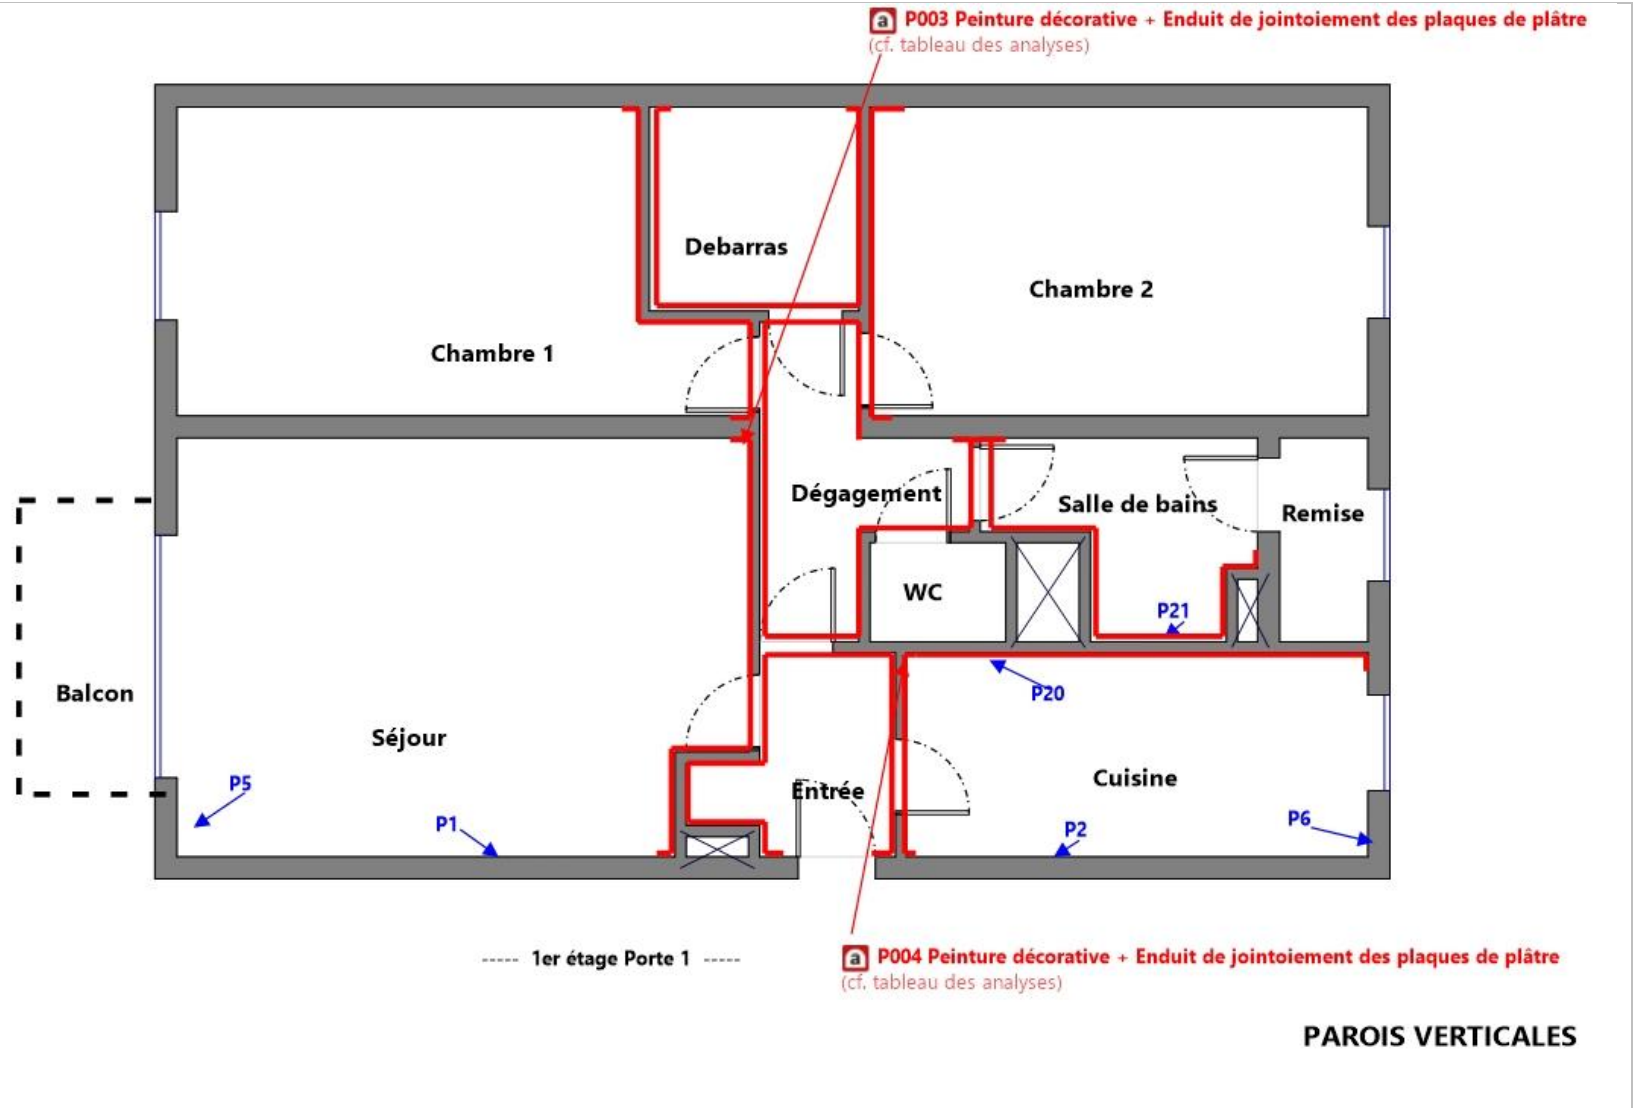 a P003 Peinture décorative + Enduit de jointoiement des plaques de plâtre
(cf. tableau des analyses)
Debarras
Chambre 2
Chambre 1
Dégagement
Salle de bains
Remise
WC
P21
P20
Balcon
Séjour
Cuisine
P5
Entrée
P1
P2
P6
----- 1er étage Porte 1 -----
a P004 Peinture décorative + Enduit de jointoiement des plaques de plâtre
(cf. tableau des analyses)
PAROIS VERTICALES